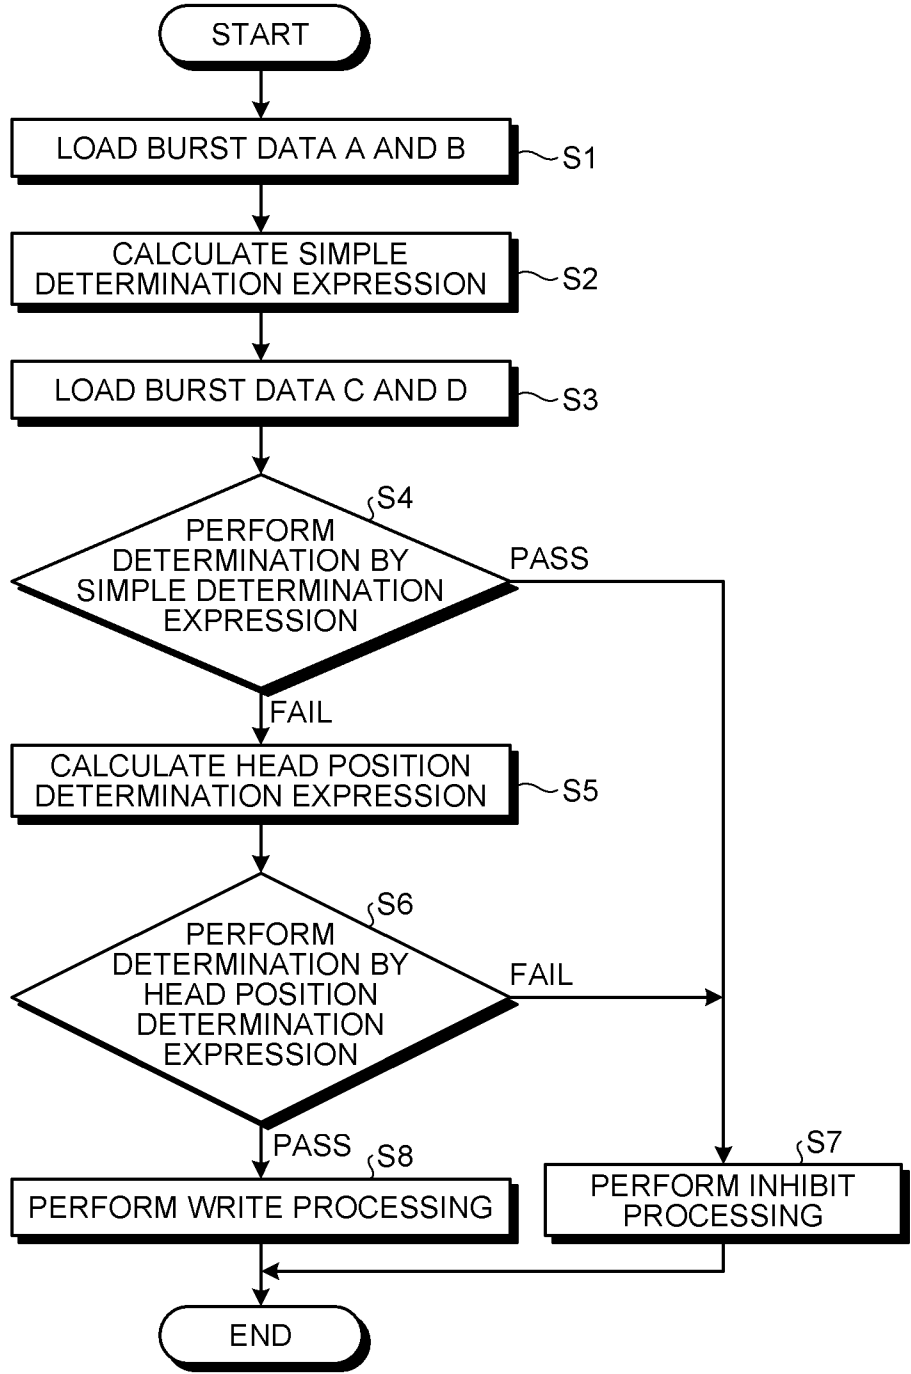 START
LOAD BURST DATA A AND B
S1
CALCULATE SIMPLE
DETERMINATION EXPRESSION
S2
LOAD BURST DATA C AND D
S3
S4
PERFORM
DETERMINATION BY
SIMPLE DETERMINATION
EXPRESSION
PASS
FAIL
CALCULATE HEAD POSITION
DETERMINATION EXPRESSION
S5
S6
PERFORM
DETERMINATION BY
HEAD POSITION
DETERMINATION
EXPRESSION
FAIL
PASS
S8
PERFORM WRITE PROCESSING
S7
PERFORM INHIBIT
PROCESSING
END